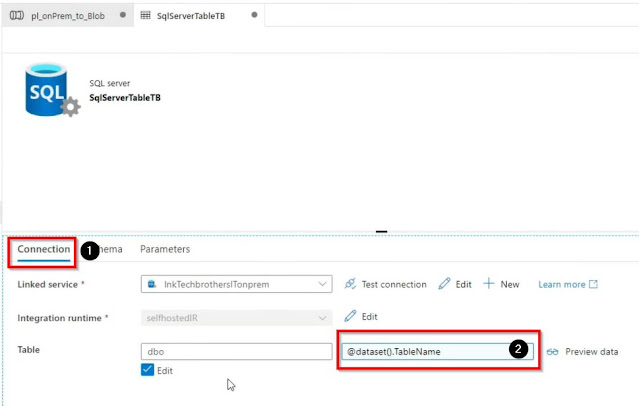 pl_onPrem_to_Blob
SqlServerTableTB
SQL
SQL server
SqlServerTableTB
Connection 1 hema Parameters
Linked service * lnkTechbrothersITonprem Test connection Edit New Learn more
Integration runtime * selfhostedIR Edit
Table dbo @dataset().TableName 2 Preview data
Edit